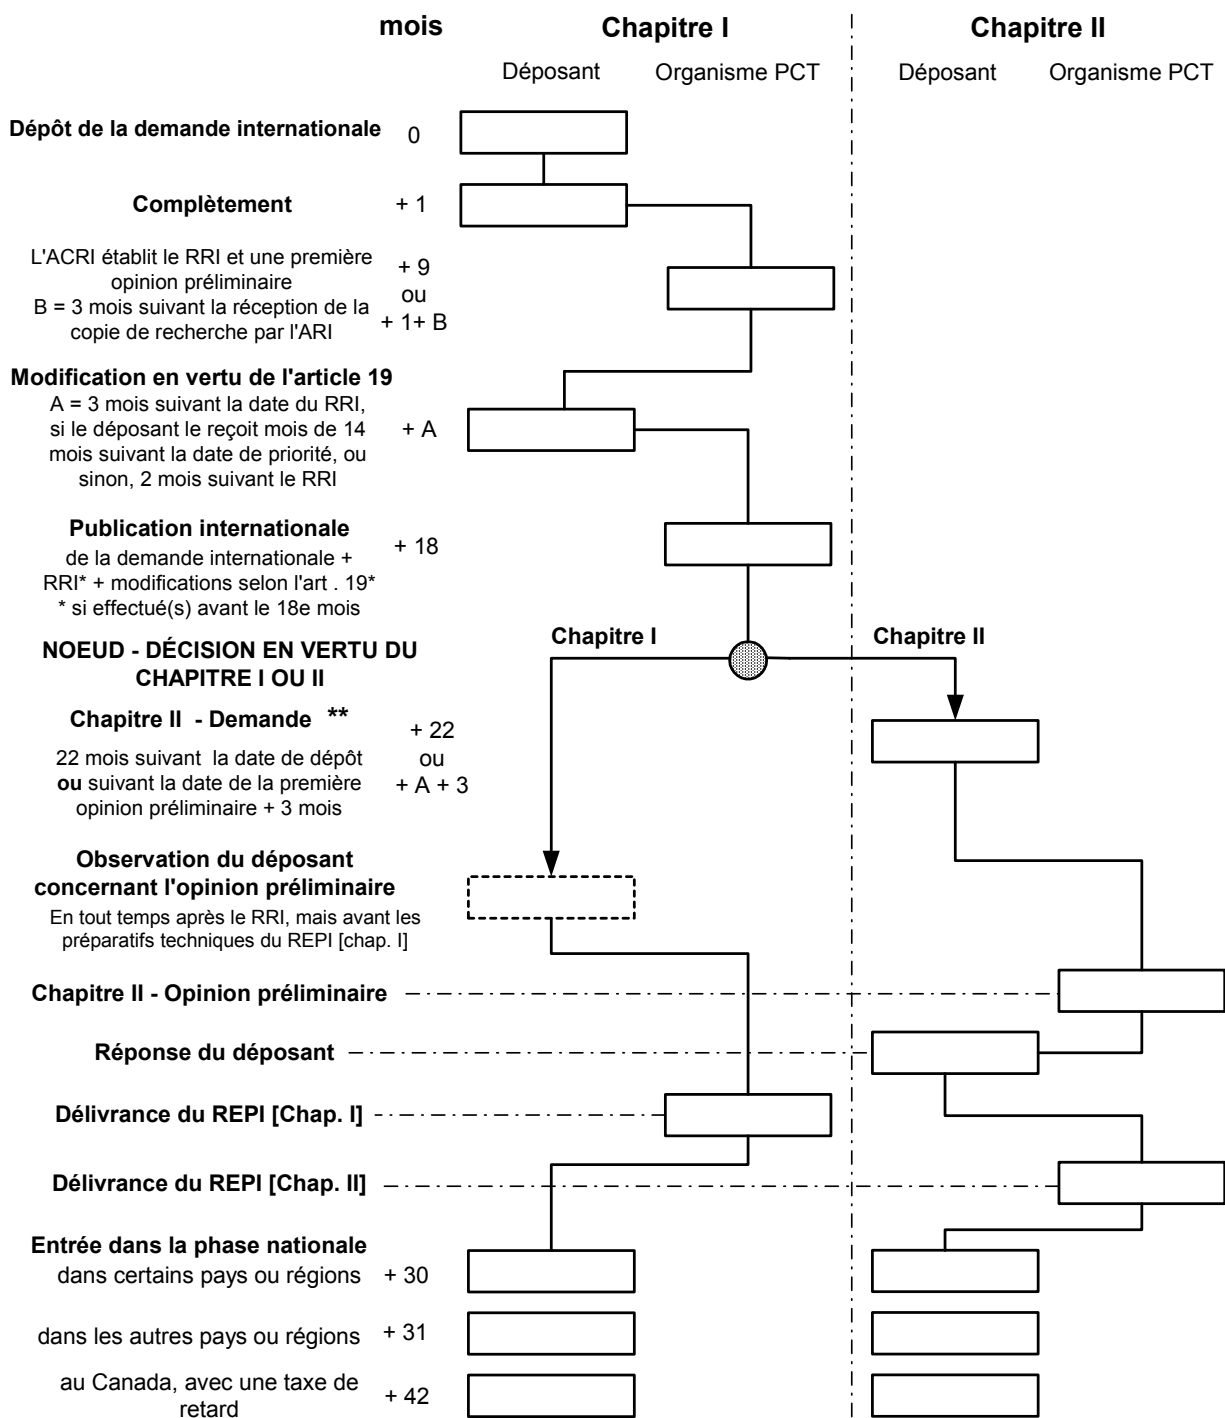 mois
Chapitre I
Chapitre II
Déposant
Organisme PCT
Déposant
Organisme PCT
Dépôt de la demande internationale
0
Complètement
+ 1
L'ACRI établit le RRI et une première
opinion préliminaire
B = 3 mois suivant la réception de la
copie de recherche par l'ARI
+ 9
ou
+ 1+ B
Modification en vertu de l'article 19
A = 3 mois suivant la date du RRI,
si le déposant le reçoit mois de 14
mois suivant la date de priorité, ou
sinon, 2 mois suivant le RRI
+ A
Publication internationale
de la demande internationale +
RRI* + modifications selon l'art . 19*
* si effectué(s) avant le 18e mois
+ 18
NOEUD - DÉCISION EN VERTU DU
CHAPITRE I OU II
Chapitre I
Chapitre II
Chapitre II - Demande **
22 mois suivant la date de dépôt
ou suivant la date de la première
opinion préliminaire + 3 mois
+ 22
ou
+ A + 3
Observation du déposant
concernant l'opinion préliminaire
En tout temps après le RRI, mais avant les
préparatifs techniques du REPI [chap. I]
Chapitre II - Opinion préliminaire
Réponse du déposant
Délivrance du REPI [Chap. I]
Délivrance du REPI [Chap. II]
Entrée dans la phase nationale
dans certains pays ou régions
+ 30
dans les autres pays ou régions
+ 31
au Canada, avec une taxe de
retard
+ 42